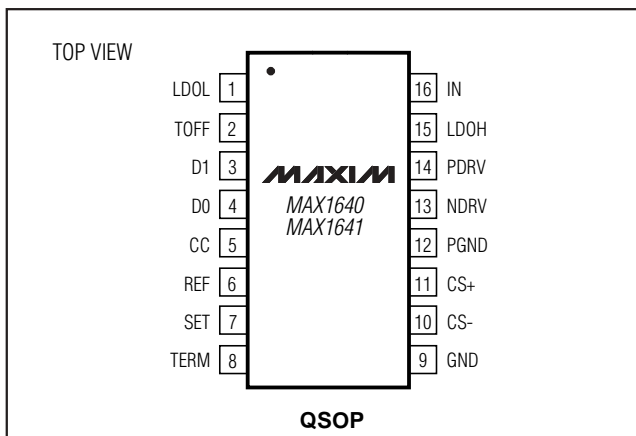 TOP VIEW
LDOL 1
TOFF 2
D1 3
D0 4
CC 5
REF 6
SET 7
TERM 8
MAXIM
MAX1640
MAX1641
16 IN
15 LDOH
14 PDRV
13 NDRV
12 PGND
11 CS+
10 CS-
9 GND
QSOP